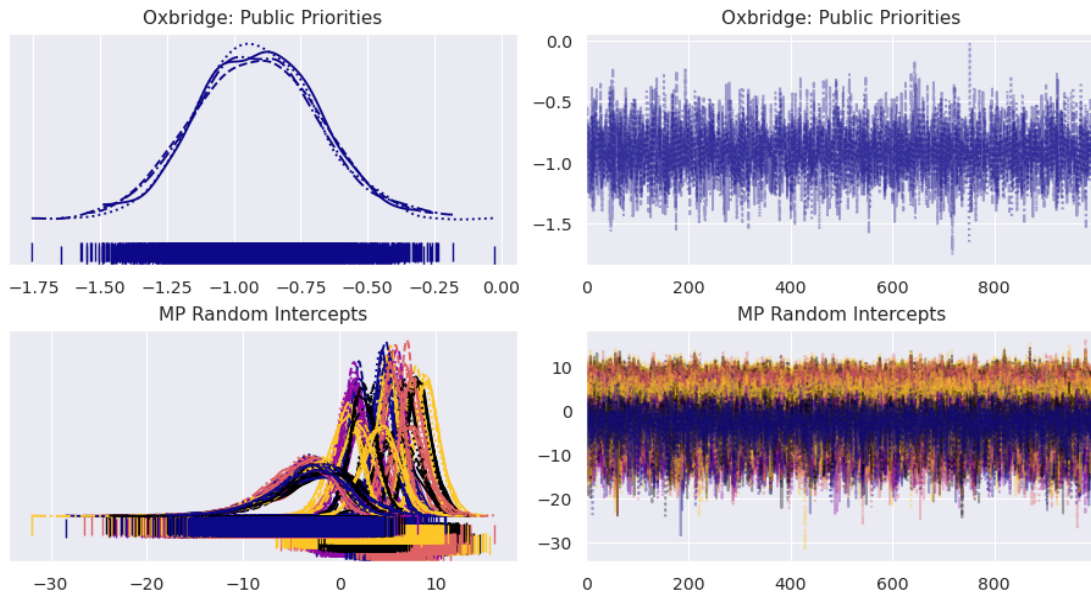 Oxbridge: Public Priorities
−1.75 −1.50 −1.25 −1.00 −0.75 −0.50 −0.25 0.00
Oxbridge: Public Priorities
0.0
−0.5
−1.0
−1.5
0 200 400 600 800
MP Random Intercepts
−30 −20 −10 0 10
MP Random Intercepts
10
0
−10
−20
−30
0 200 400 600 800